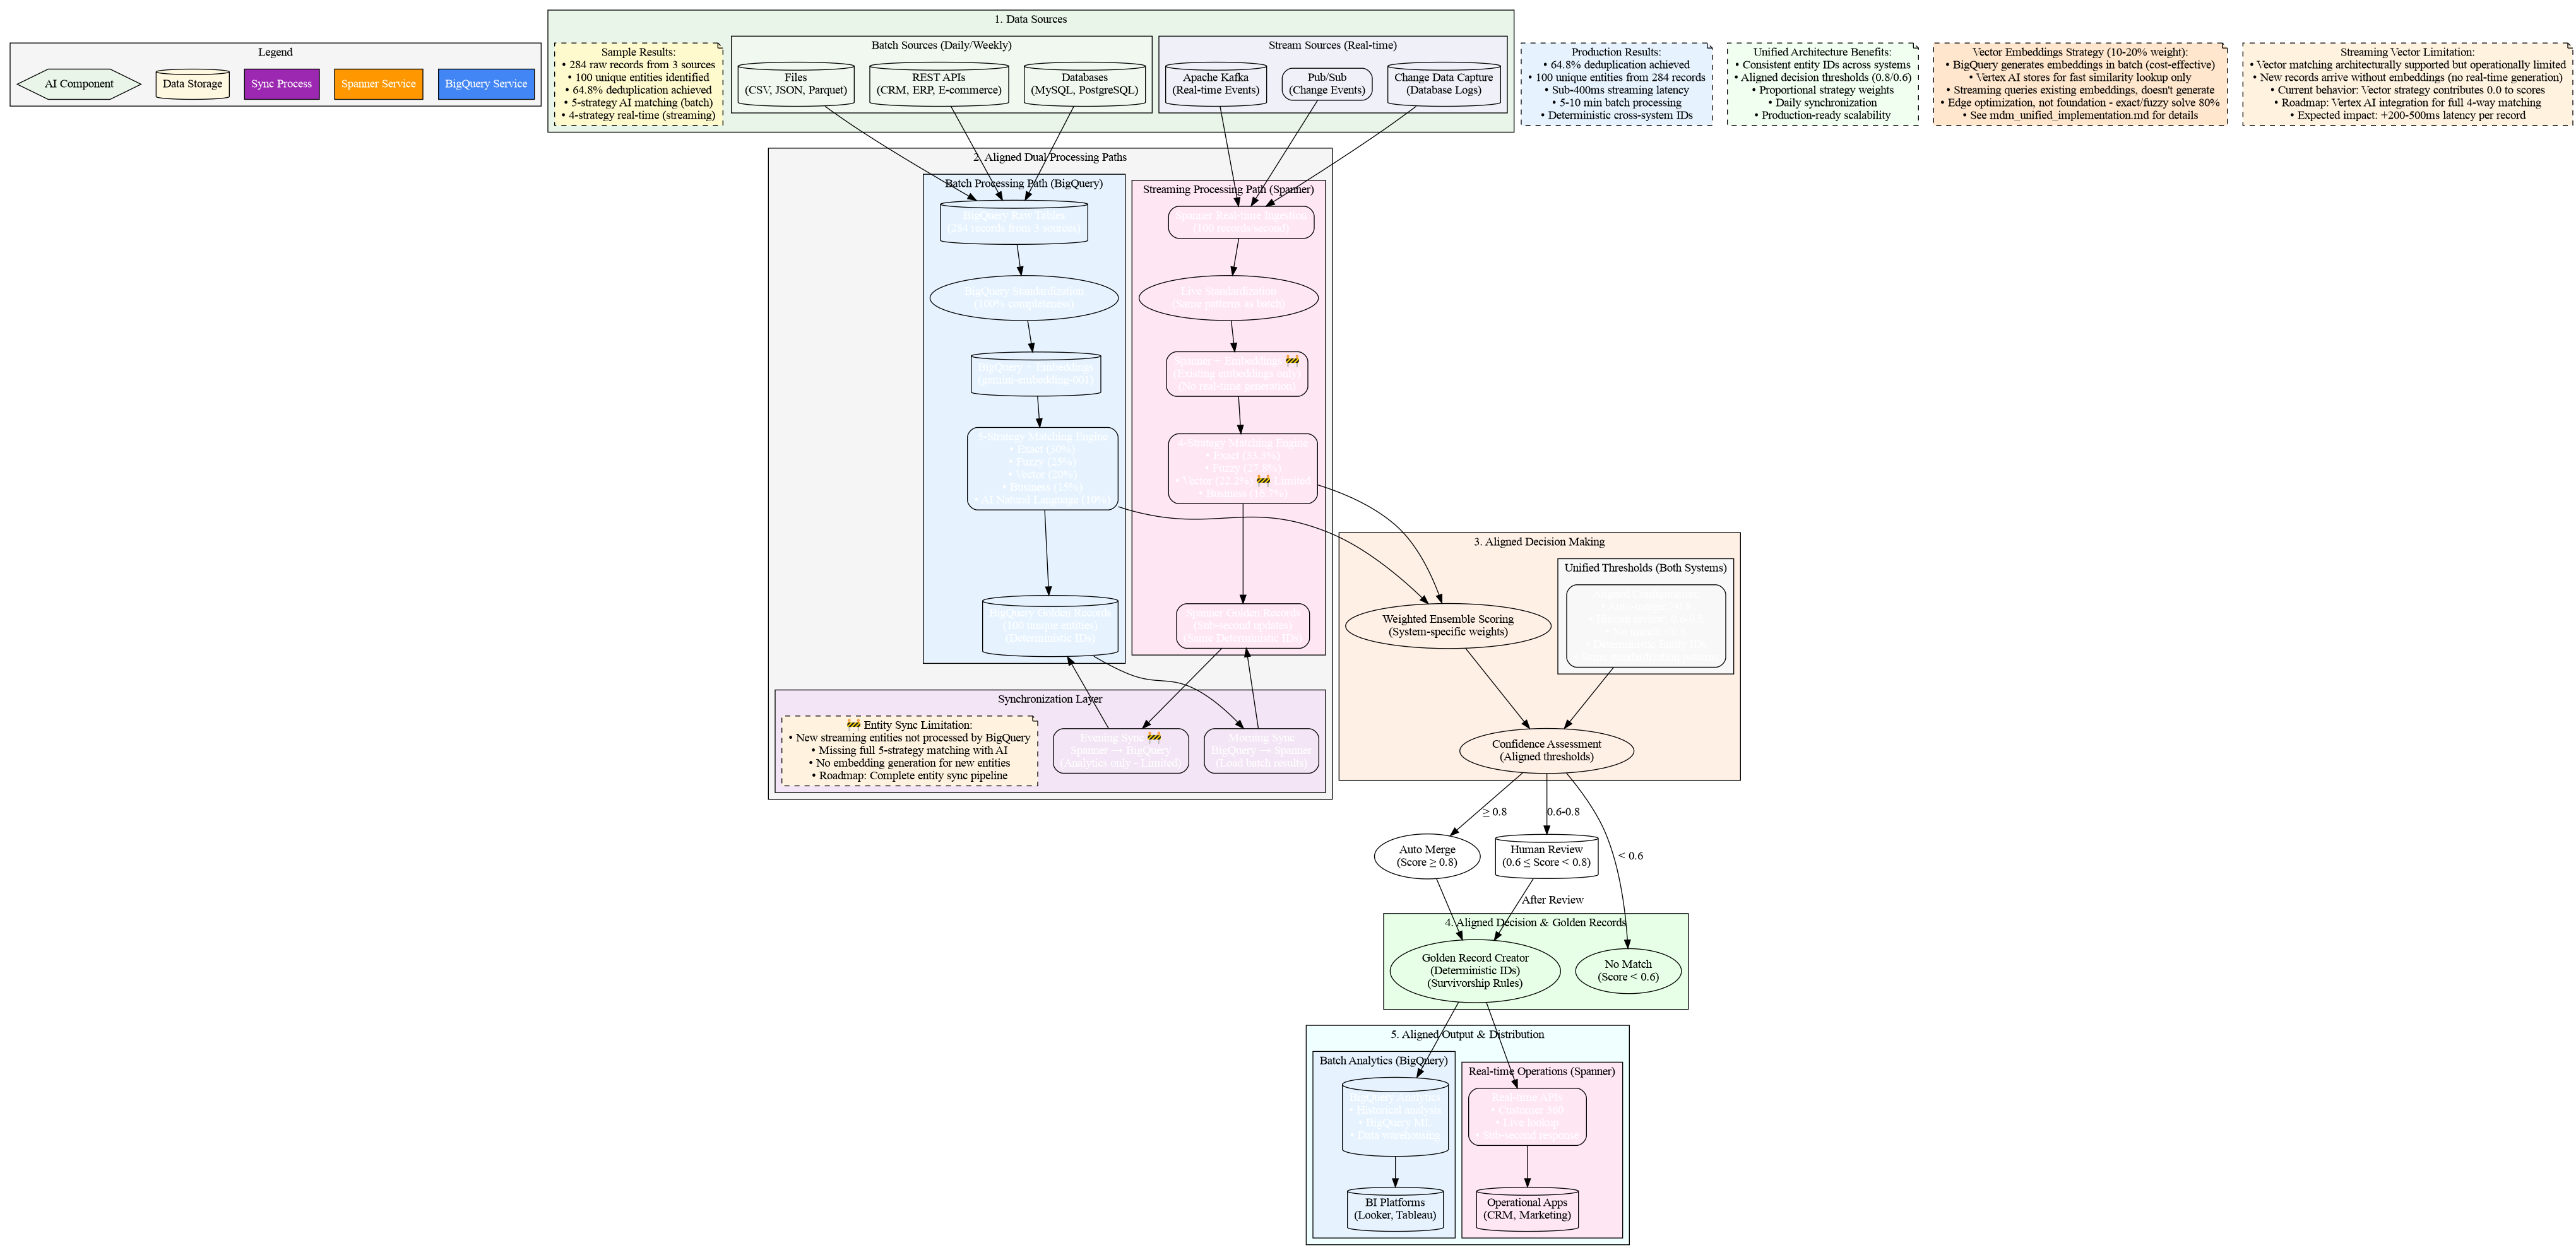 Legend
AI Component
Data Storage
Sync Process
Spanner Service
BigQuery Service
1. Data Sources
Sample Results:
• 284 raw records from 3 sources
• 100 unique entities identified
• 64.8% deduplication achieved
• 5-strategy AI matching (batch)
• 4-strategy real-time (streaming)
Batch Sources (Daily/Weekly)
Files
(CSV, JSON, Parquet)
REST APIs
(CRM, ERP, E-commerce)
Databases
(MySQL, PostgreSQL)
Stream Sources (Real-time)
Apache Kafka
(Real-time Events)
Pub/Sub
(Change Events)
Change Data Capture
(Database Logs)
Production Results:
• 64.8% deduplication achieved
• 100 unique entities from 284 records
• Sub-400ms streaming latency
• 5-10 min batch processing
• Deterministic cross-system IDs
Unified Architecture Benefits:
• Consistent entity IDs across systems
• Aligned decision thresholds (0.8/0.6)
• Proportional strategy weights
• Daily synchronization
• Production-ready scalability
Vector Embeddings Strategy (10-20% weight):
• BigQuery generates embeddings in batch (cost-effective)
• Vertex AI stores for fast similarity lookup only
• Streaming queries existing embeddings, doesn't generate
• Edge optimization, not foundation - exact/fuzzy solve 80%
• See mdm_unified_implementation.md for details
Streaming Vector Limitation:
• Vector matching architecturally supported but operationally limited
• New records arrive without embeddings (no real-time generation)
• Current behavior: Vector strategy contributes 0.0 to scores
• Roadmap: Vertex AI integration for full 4-way matching
• Expected impact: +200-500ms latency per record
2. Aligned Dual Processing Paths
Batch Processing Path (BigQuery)
BigQuery Raw Tables
(284 records from 3 sources)
BigQuery Standardization
(100% completeness)
BigQuery + Embeddings
(gemini-embedding-001)
5-Strategy Matching Engine
• Exact (30%)
• Fuzzy (25%)
• Vector (20%)
• Business (15%)
• AI Natural Language (10%)
BigQuery Golden Records
(100 unique entities)
(Deterministic IDs)
Streaming Processing Path (Spanner)
Spanner Real-time Ingestion
(100 records/second)
Live Standardization
(Same patterns as batch)
Spanner + Embeddings 🚧
(Existing embeddings only)
(No real-time generation)
4-Strategy Matching Engine
• Exact (33.3%)
• Fuzzy (27.8%)
• Vector (22.2%) 🚧 Limited
• Business (16.7%)
Spanner Golden Records
(Sub-second updates)
(Same Deterministic IDs)
Synchronization Layer
🚧 Entity Sync Limitation:
• New streaming entities not processed by BigQuery
• Missing full 5-strategy matching with AI
• No embedding generation for new entities
• Roadmap: Complete entity sync pipeline
Evening Sync 🚧
Spanner → BigQuery
(Analytics only - Limited)
Morning Sync
BigQuery → Spanner
(Load batch results)
3. Aligned Decision Making
Unified Thresholds (Both Systems)
Weighted Ensemble Scoring
(System-specific weights)
Confidence Assessment
(Aligned thresholds)
≥ 0.8
0.6-0.8
< 0.6
Auto Merge
(Score ≥ 0.8)
Human Review
(0.6 ≤ Score < 0.8)
After Review
4. Aligned Decision & Golden Records
Golden Record Creator
(Deterministic IDs)
(Survivorship Rules)
No Match
(Score < 0.6)
5. Aligned Output & Distribution
Batch Analytics (BigQuery)
BigQuery Analytics
• Historical analysis
• BigQuery ML
• Data warehousing
BI Platforms
(Looker, Tableau)
Real-time Operations (Spanner)
Real-time APIs
• Customer 360
• Live lookup
• Sub-second response
Operational Apps
(CRM, Marketing)